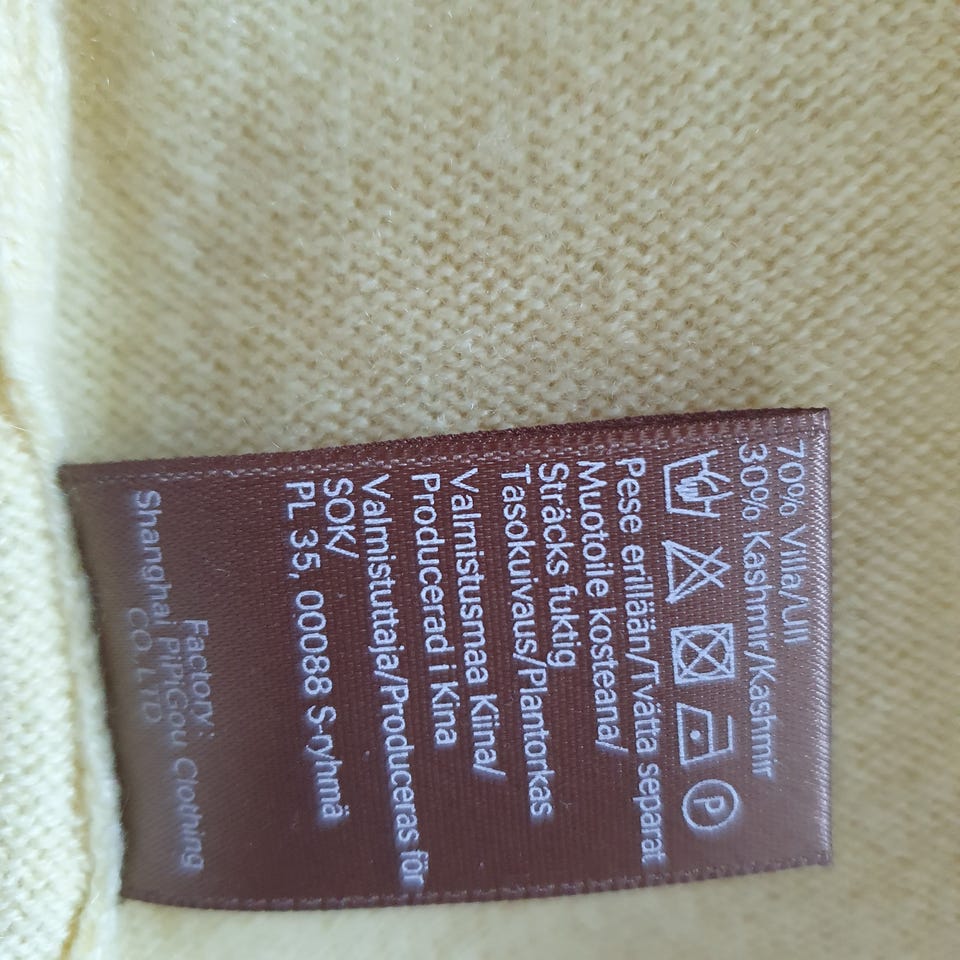 70% Villa/Ull
30% Kashmir/Kashmir
P
Pese erillään/Tvätta separat
Muotoile kosteana/
Sträcks fuktig
Tasokuivaus/Plantorkas
Valmistusmaa Kiina/
Producerad i Kina
Valmistuttaja/Produceras för
SOK/
PL 35, 00088 S-ryhmä
Factory:
Shanghai Clothing
CO.LTD